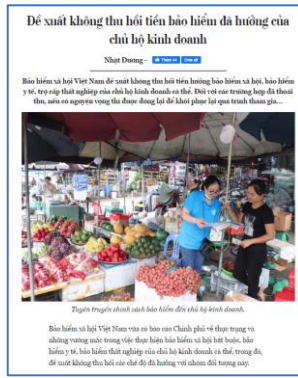 Đề xuất không thu hồi tiền bảo hiểm đã hưởng của
chủ hộ kinh doanh
Nhật Dương -
Bảo hiểm xã hội Việt Nam đề xuất không thu hồi tiền hưởng bảo hiểm xã hội, bảo hiểm
y tế, trợ cấp thất nghiệp của chủ hộ kinh doanh cá thể. Đối với các trường hợp đã thoái
thu, nếu có nguyện vọng thì được đóng lại để khôi phục lại quá trình tham gia...
Tuyên truyền chính sách bảo hiểm đến chủ hộ kinh doanh.
Bảo hiểm xã hội Việt Nam vừa có báo cáo Chính phủ về thực trạng và
những vướng mắc trong việc thực hiện bảo hiểm xã hội bắt buộc, bảo
hiểm y tế, bảo hiểm thất nghiệp của chủ hộ kinh doanh cá thể, trong đó,
đề xuất không thu hồi các chế độ đã hưởng với nhóm đối tượng này.